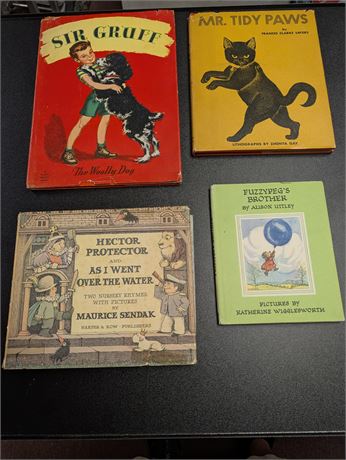 SIR GRUFF
The Woolly Dog
MR. TIDY PAWS
by
FRANCES CLARKE SAYERS
LITHOGRAPHS BY ZHENYA GAY
HECTOR
PROTECTOR
AND
AS I WENT
OVER THE WATER
TWO NURSERY RHYMES
WITH PICTURES
BY
MAURICE SENDAK
HARPER & ROW · PUBLISHERS
FUZZYPEG'S
BROTHER
BY ALISON UTTLEY
PICTURES BY
KATHERINE WIGGLESWORTH